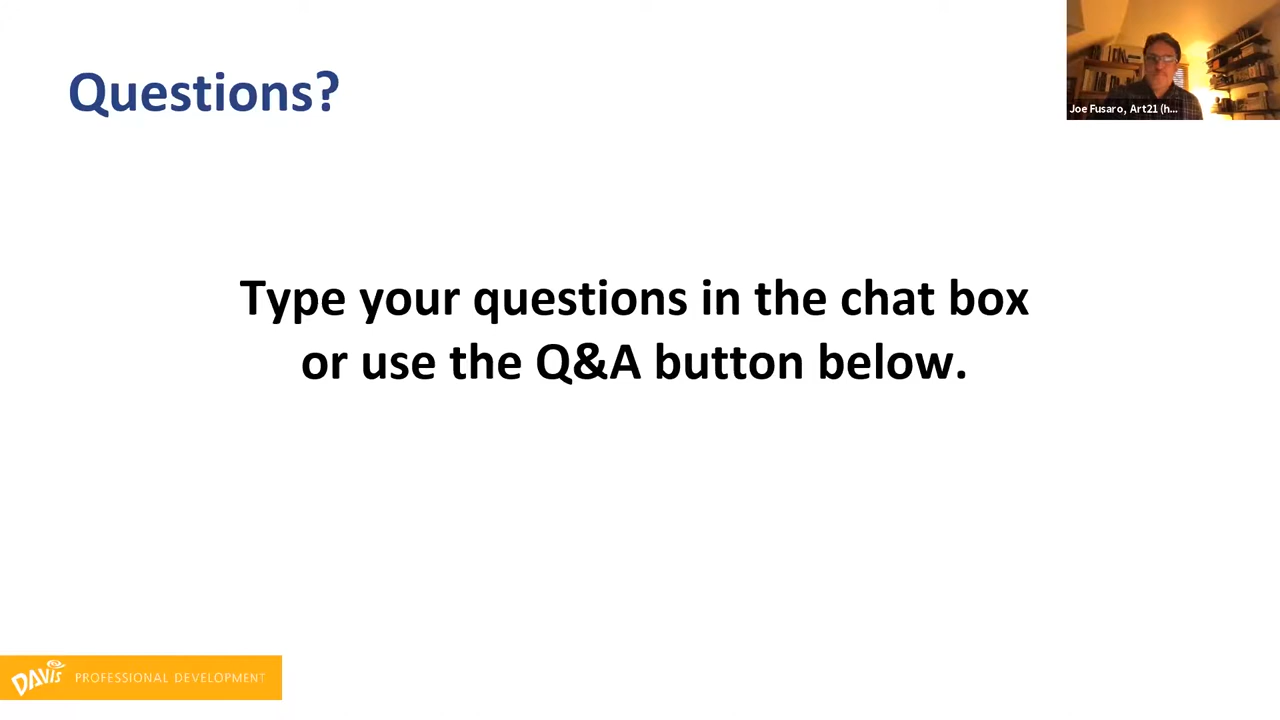 Questions?
Joe Fusaro, Art21 (h...
Type your questions in the chat box
or use the Q&A button below.
DAVIS PROFESSIONAL DEVELOPMENT